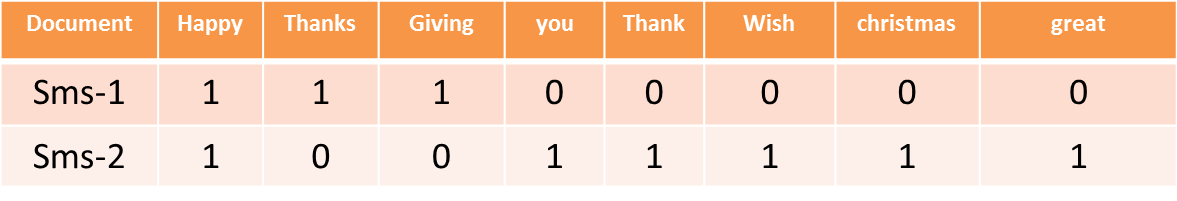 Document Happy Thanks Giving you Thank Wish christmas great
Sms-1 1 1 1 0 0 0 0 0
Sms-2 1 0 0 1 1 1 1 1